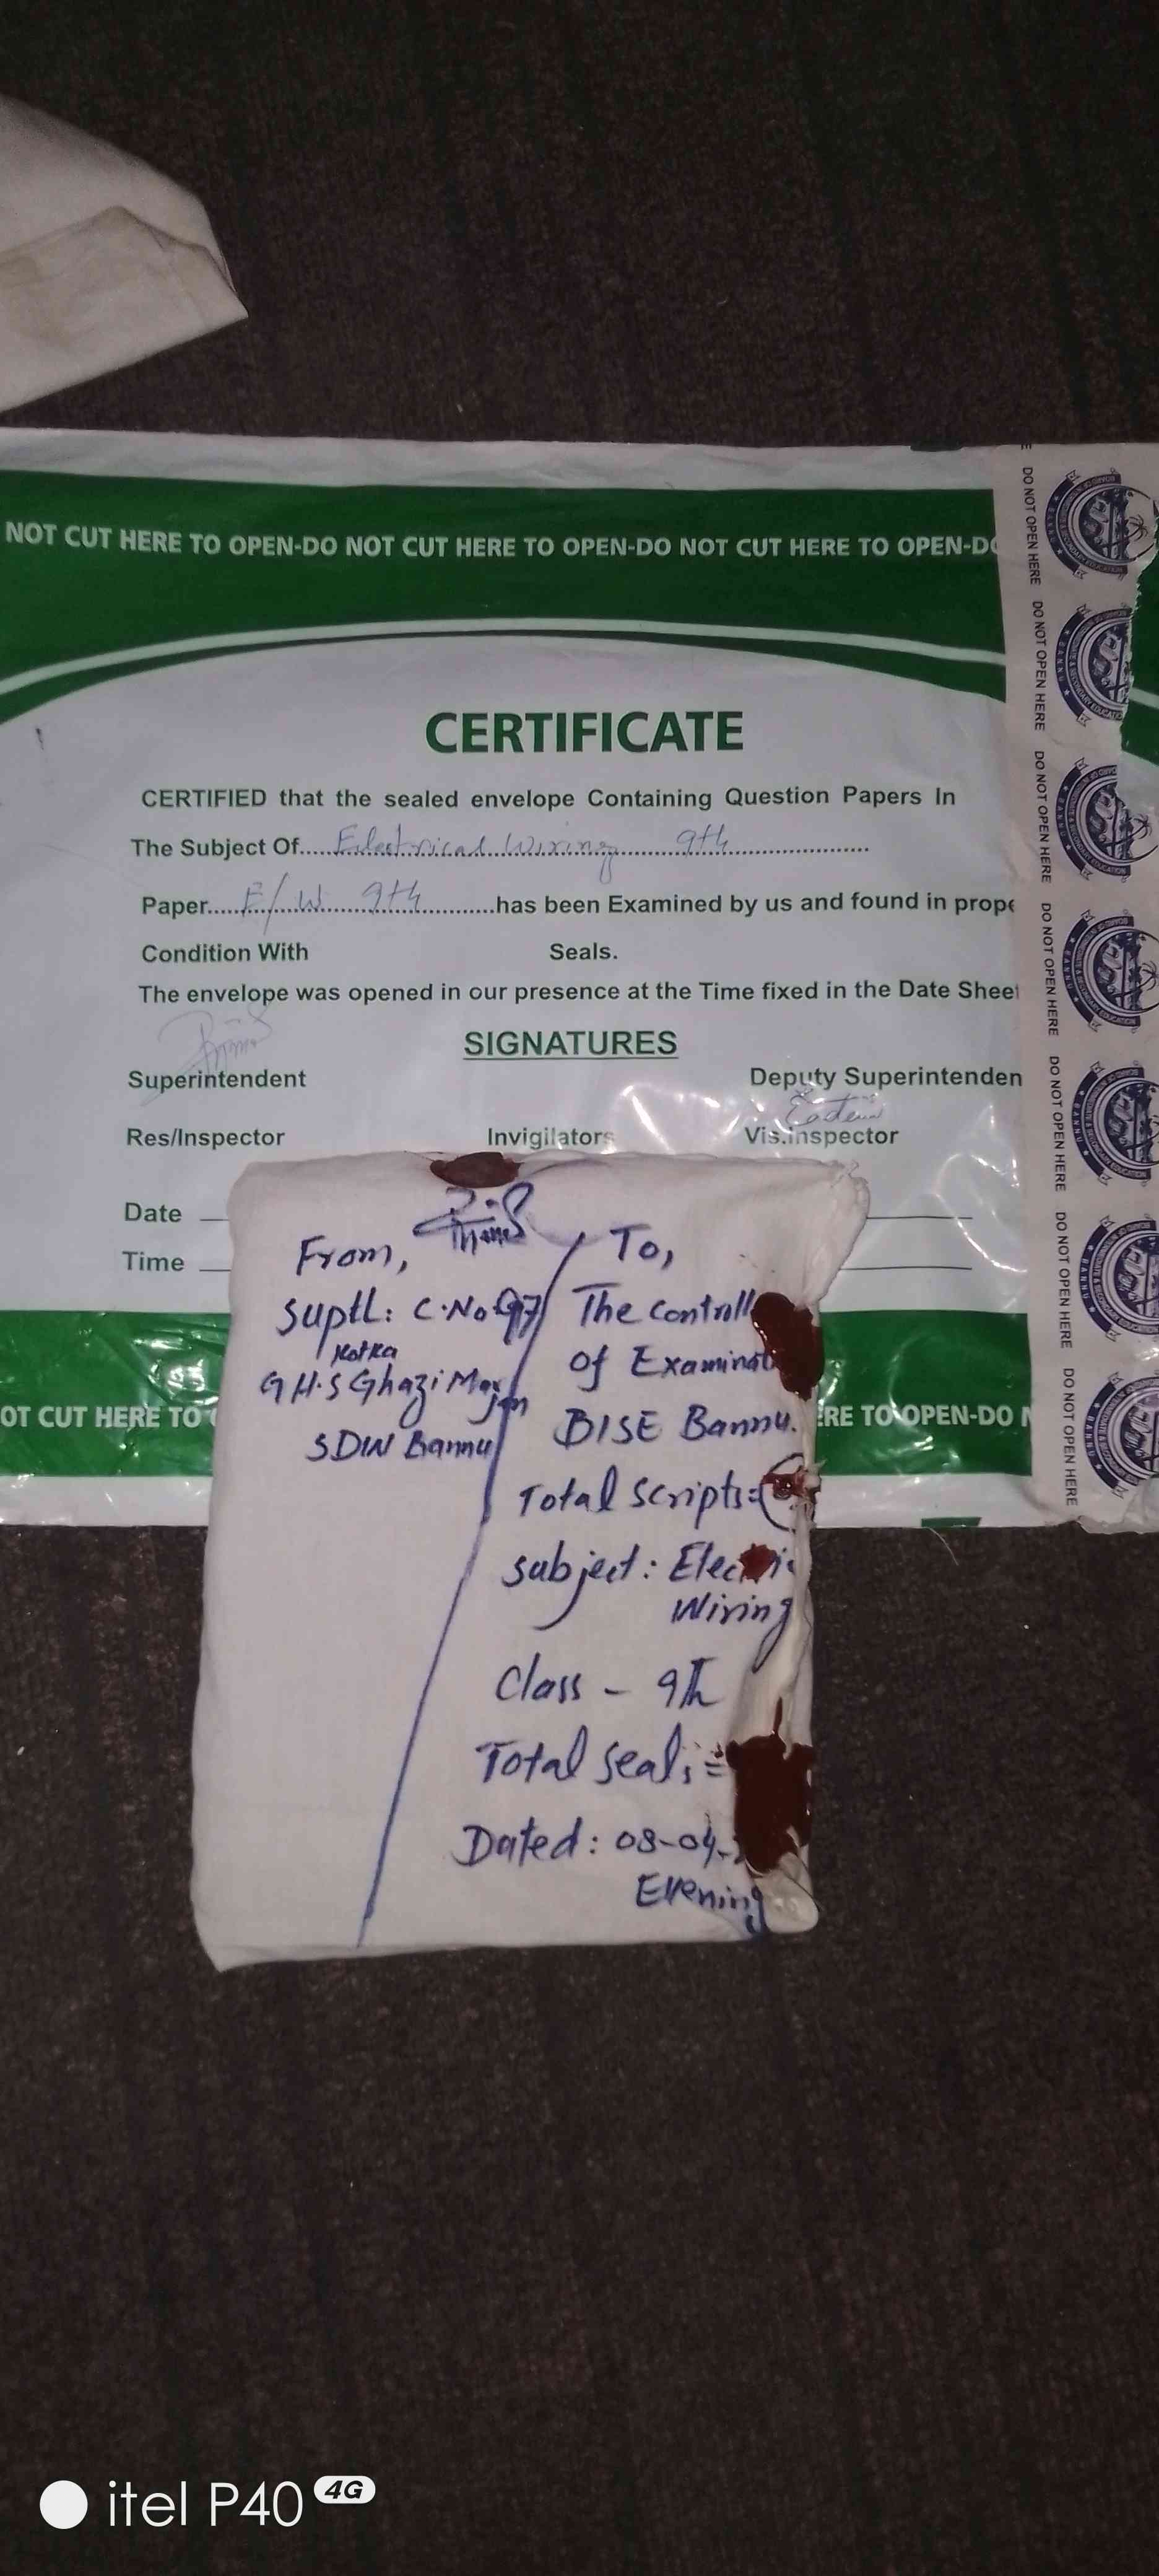 NOT CUT HERE TO OPEN-DO NOT CUT HERE TO OPEN-DO NOT CUT HERE TO OPEN-DO
CERTIFICATE
CERTIFIED that the sealed envelope Containing Question Papers In
The Subject Of.....Electrical Wiring 9th
Paper.....E/W 9th.....has been Examined by us and found in prope
Condition With Seals.
The envelope was opened in our presence at the Time fixed in the Date Sheet
SIGNATURES
Superintendent
Deputy Superintenden
Res/Inspector
Invigilators
Vis.Inspector
Date
Time
OT CUT HERE TO
ERE TO OPEN-DO N
DO NOT OPEN HERE
DO NOT OPEN HERE
DO NOT OPEN HERE
DO NOT OPEN HERE
DO NOT OPEN HERE
DO NOT OPEN HERE
DO NOT OPEN HERE
From,
Suptt: C.No 97
Kotka
G H.S Ghazi Mar jan
SDW Bannu
To,
The Controll
of Examinat
BISE Bannu.
Total Scripts=
Subject: Elec
Wiring
Class - 9th
Total Seals =
Dated: 08-04-
Evening
itel P40 4G